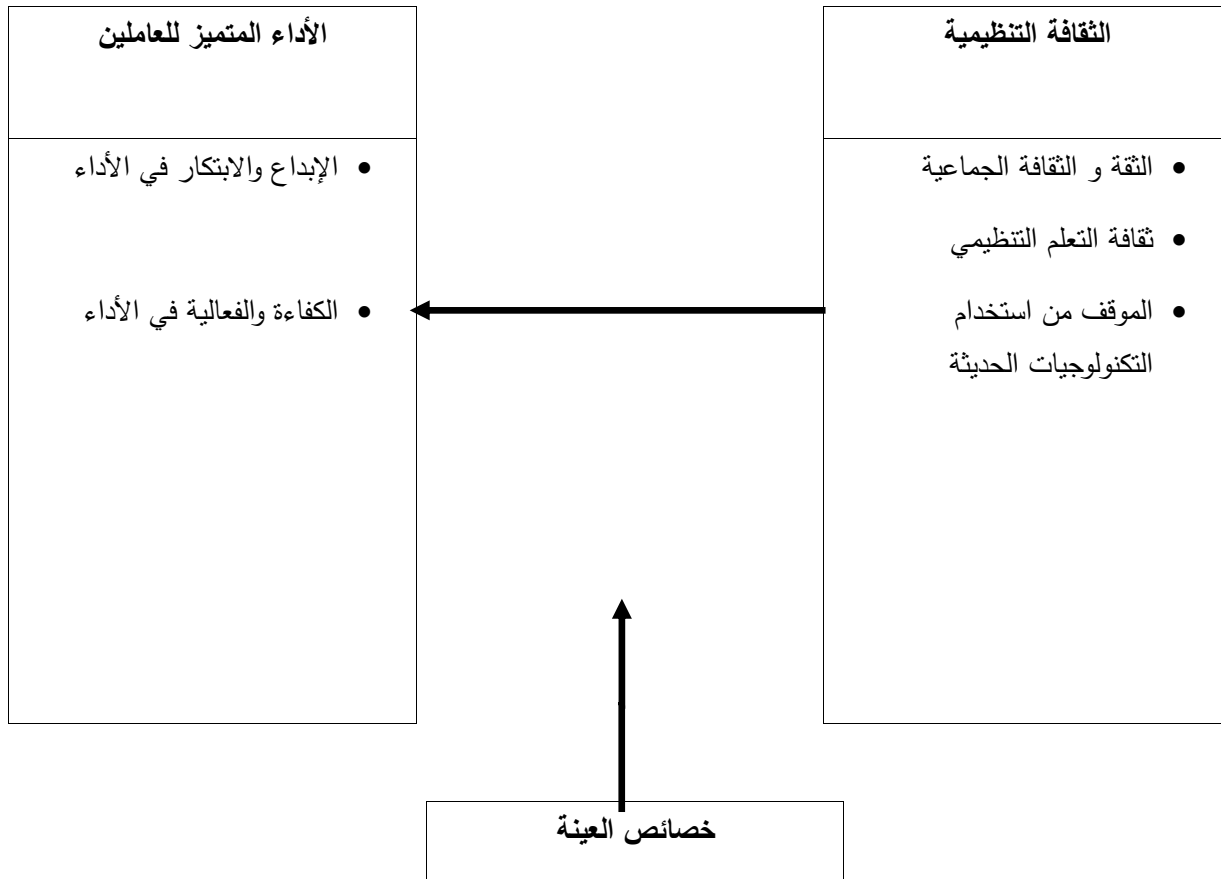 الثقافة التنظيمية
• الثقة و الثقافة الجماعية
• ثقافة التعلم التنظيمي
• الموقف من استخدام
التكنولوجيات الحديثة
الأداء المتميز للعاملين
• الإبداع والابتكار في الأداء
• الكفاءة والفعالية في الأداء
خصائص العينة